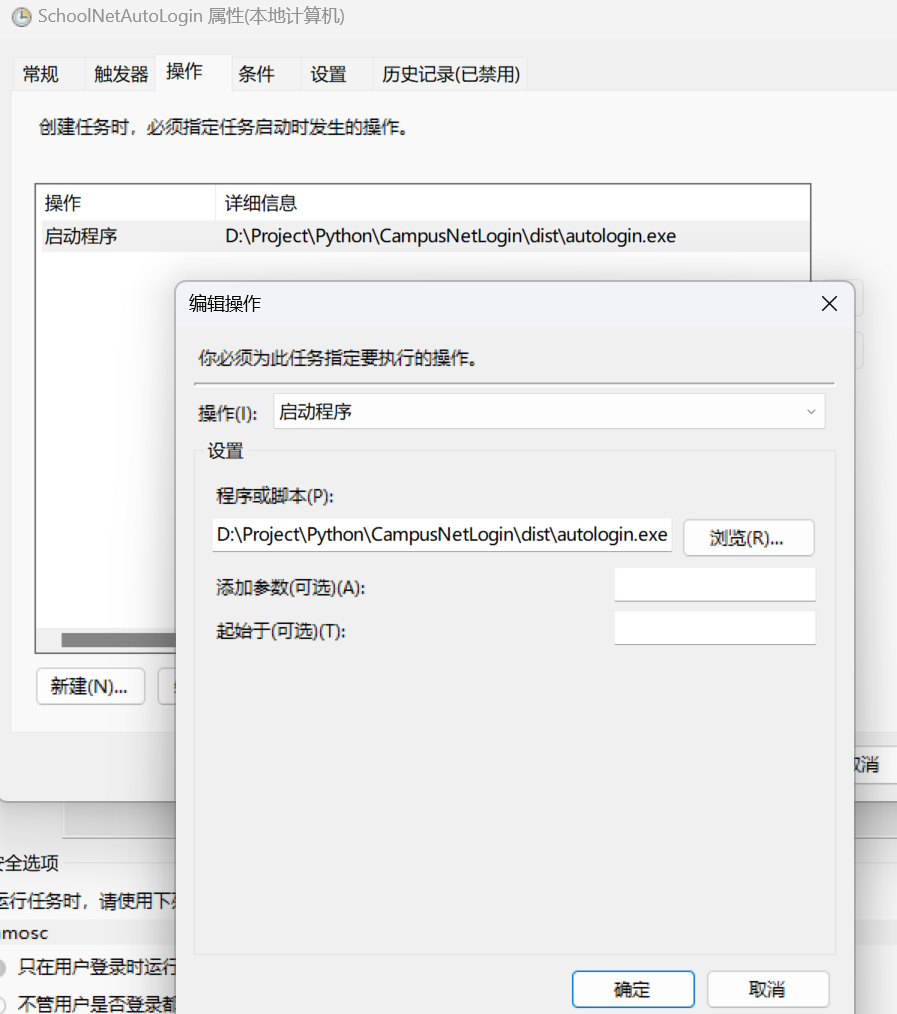 SchoolNetAutoLogin 属性(本地计算机)
常规 触发器 操作 条件 设置 历史记录(已禁用)
创建任务时，必须指定任务启动时发生的操作。
操作 详细信息
启动程序 D:\Project\Python\CampusNetLogin\dist\autologin.exe
编辑操作
你必须为此任务指定要执行的操作。
操作(I): 启动程序
设置
程序或脚本(P):
D:\Project\Python\CampusNetLogin\dist\autologin.exe 浏览(R)...
添加参数(可选)(A):
起始于(可选)(T):
新建(N)...
取消
安全选项
运行任务时，请使用下
mosc
只在用户登录时运行
不管用户是否登录都
确定 取消